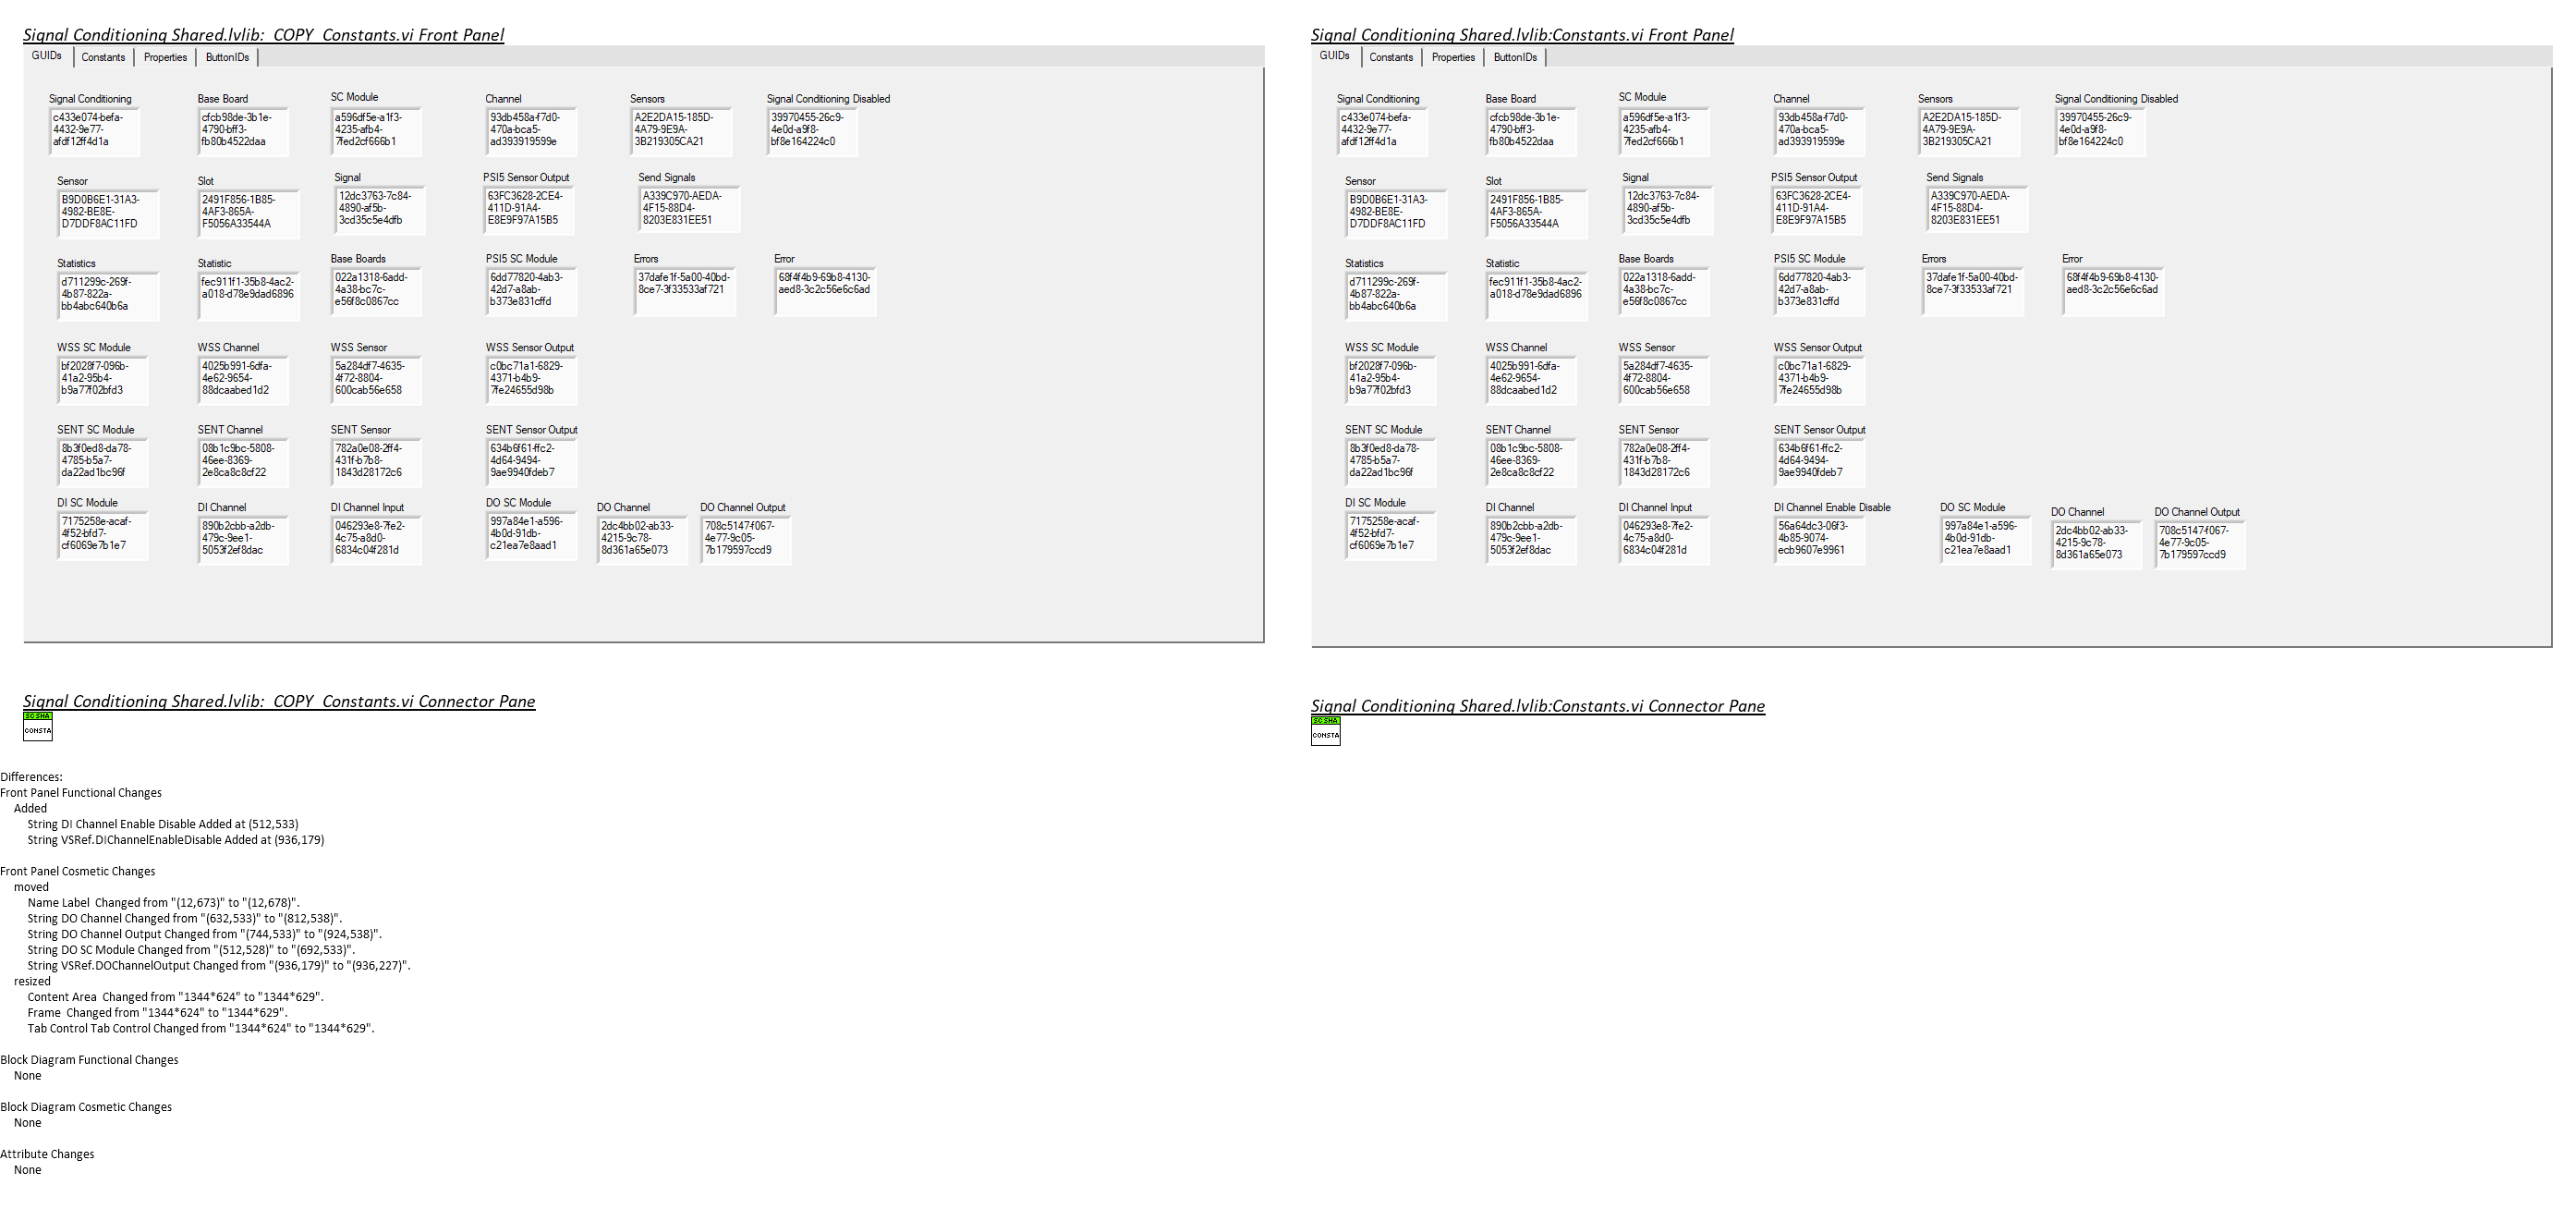 Signal Conditioning Shared.lvlib:_COPY_Constants.vi Front Panel
GUIDs Constants Properties ButtonIDs
Signal Conditioning Base Board SC Module Channel Sensors Signal Conditioning Disabled
c433e074-befa- cfcb98de-3b1e- a596df5e-a1f3- 93db458a-f7d0- A2E2DA15-185D- 39970455-26c9-
4432-9e77- 4790-bff3- 4235-afb4- 470a-bca5- 4A79-9E9A- 4e0d-a9f8-
afdf12ff4d1a fb80b4522daa 7fed2cf666b1 ad393919599e 3B219305CA21 bf8e164224c0
Sensor Slot Signal PSI5 Sensor Output Send Signals
B9D0B6E1-31A3- 2491F856-1B85- 12dc3763-7c84- 63FC3628-2CE4- A339C970-AEDA-
4982-BE8E- 4AF3-865A- 4890-af5b- 411D-91A4- 4F15-88D4-
D7DDF8AC11FD F5056A33544A 3cd35c5e4dfb E8E9F97A15B5 8203E831EE51
Statistics Statistic Base Boards PSI5 SC Module Errors Error
d711299c-269f- fec911f1-35b8-4ac2- 022a1318-6add- 6dd77820-4ab3- 37dafe1f-5a00-40bd- 68f4f4b9-69b8-4130-
4b87-822a- a018-d78e9dad6896 4a38-bc7c- 42d7-a8ab- 8ce7-3f33533af721 aed8-3c2c56e6c6ad
bb4abc640b6a e56f8c0867cc b373e831cffd
WSS SC Module WSS Channel WSS Sensor WSS Sensor Output
bf2028f7-096b- 4025b991-6dfa- 5a284df7-4635- c0bc71a1-6829-
41a2-95b4- 4e62-9654- 4f72-8804- 4371-b4b9-
b9a77f02bfd3 88dcaabed1d2 600cab56e658 7fe24655d98b
SENT SC Module SENT Channel SENT Sensor SENT Sensor Output
8b3f0ed8-da78- 08b1c9bc-5808- 782a0e08-2ff4- 634b6f61-ffc2-
4785-b5a7- 46ee-8369- 431f-b7b8- 4d64-9494-
da22ad1bc96f 2e8ca8c8cf22 1843d28172c6 9ae9940fdeb7
DI SC Module DI Channel DI Channel Input DO SC Module DO Channel DO Channel Output
7175258e-acaf- 890b2cbb-a2db- 046293e8-7fe2- 997a84e1-a596- 2dc4bb02-ab33- 708c5147-f067-
4f52-bfd7- 479c-9ee1- 4c75-a8d0- 4b0d-91db- 4215-9c78- 4e77-9c05-
cf6069e7b1e7 5053f2ef8dac 6834c04f281d c21ea7e8aad1 8d361a65e073 7b179597ccd9
Signal Conditioning Shared.lvlib:Constants.vi Front Panel
GUIDs Constants Properties ButtonIDs
Signal Conditioning Base Board SC Module Channel Sensors Signal Conditioning Disabled
c433e074-befa- cfcb98de-3b1e- a596df5e-a1f3- 93db458a-f7d0- A2E2DA15-185D- 39970455-26c9-
4432-9e77- 4790-bff3- 4235-afb4- 470a-bca5- 4A79-9E9A- 4e0d-a9f8-
afdf12ff4d1a fb80b4522daa 7fed2cf666b1 ad393919599e 3B219305CA21 bf8e164224c0
Sensor Slot Signal PSI5 Sensor Output Send Signals
B9D0B6E1-31A3- 2491F856-1B85- 12dc3763-7c84- 63FC3628-2CE4- A339C970-AEDA-
4982-BE8E- 4AF3-865A- 4890-af5b- 411D-91A4- 4F15-88D4-
D7DDF8AC11FD F5056A33544A 3cd35c5e4dfb E8E9F97A15B5 8203E831EE51
Statistics Statistic Base Boards PSI5 SC Module Errors Error
d711299c-269f- fec911f1-35b8-4ac2- 022a1318-6add- 6dd77820-4ab3- 37dafe1f-5a00-40bd- 68f4f4b9-69b8-4130-
4b87-822a- a018-d78e9dad6896 4a38-bc7c- 42d7-a8ab- 8ce7-3f33533af721 aed8-3c2c56e6c6ad
bb4abc640b6a e56f8c0867cc b373e831cffd
WSS SC Module WSS Channel WSS Sensor WSS Sensor Output
bf2028f7-096b- 4025b991-6dfa- 5a284df7-4635- c0bc71a1-6829-
41a2-95b4- 4e62-9654- 4f72-8804- 4371-b4b9-
b9a77f02bfd3 88dcaabed1d2 600cab56e658 7fe24655d98b
SENT SC Module SENT Channel SENT Sensor SENT Sensor Output
8b3f0ed8-da78- 08b1c9bc-5808- 782a0e08-2ff4- 634b6f61-ffc2-
4785-b5a7- 46ee-8369- 431f-b7b8- 4d64-9494-
da22ad1bc96f 2e8ca8c8cf22 1843d28172c6 9ae9940fdeb7
DI SC Module DI Channel DI Channel Input DI Channel Enable Disable DO SC Module DO Channel DO Channel Output
7175258e-acaf- 890b2cbb-a2db- 046293e8-7fe2- 56a64dc3-06f3- 997a84e1-a596- 2dc4bb02-ab33- 708c5147-f067-
4f52-bfd7- 479c-9ee1- 4c75-a8d0- 4b85-9074- 4b0d-91db- 4215-9c78- 4e77-9c05-
cf6069e7b1e7 5053f2ef8dac 6834c04f281d ecb9607e9961 c21ea7e8aad1 8d361a65e073 7b179597ccd9
Signal Conditioning Shared.lvlib:_COPY_Constants.vi Connector Pane
SC SHA
CONSTA
Signal Conditioning Shared.lvlib:Constants.vi Connector Pane
SC SHA
CONSTA
Differences:
Front Panel Functional Changes
Added
String DI Channel Enable Disable Added at (512,533)
String VSRef.DIChannelEnableDisable Added at (936,179)
Front Panel Cosmetic Changes
moved
Name Label  Changed from "(12,673)" to "(12,678)".
String DO Channel Changed from "(632,533)" to "(812,538)".
String DO Channel Output Changed from "(744,533)" to "(924,538)".
String DO SC Module Changed from "(512,528)" to "(692,533)".
String VSRef.DOChannelOutput Changed from "(936,179)" to "(936,227)".
resized
Content Area  Changed from "1344*624" to "1344*629".
Frame  Changed from "1344*624" to "1344*629".
Tab Control Tab Control Changed from "1344*624" to "1344*629".
Block Diagram Functional Changes
None
Block Diagram Cosmetic Changes
None
Attribute Changes
None